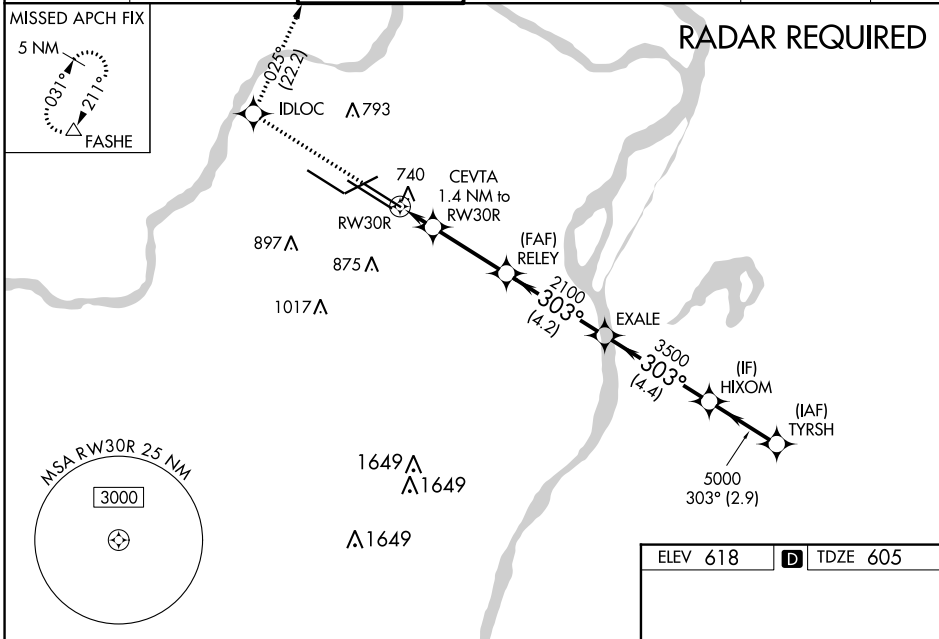 MISSED APCH FIX
5 NM
031°
211°
FASHE
RADAR REQUIRED
025°
(22.2)
IDLOC
793
740
CEVTA
1.4 NM to
RW30R
RW30R
897
875
1017
(FAF)
RELEY
2100
303°
(4.2)
EXALE
3500
303°
(4.4)
(IF)
HIXOM
(IAF)
TYRSH
5000
303° (2.9)
1649
1649
1649
MSA RW30R 25 NM
3000
ELEV 618 D TDZE 605